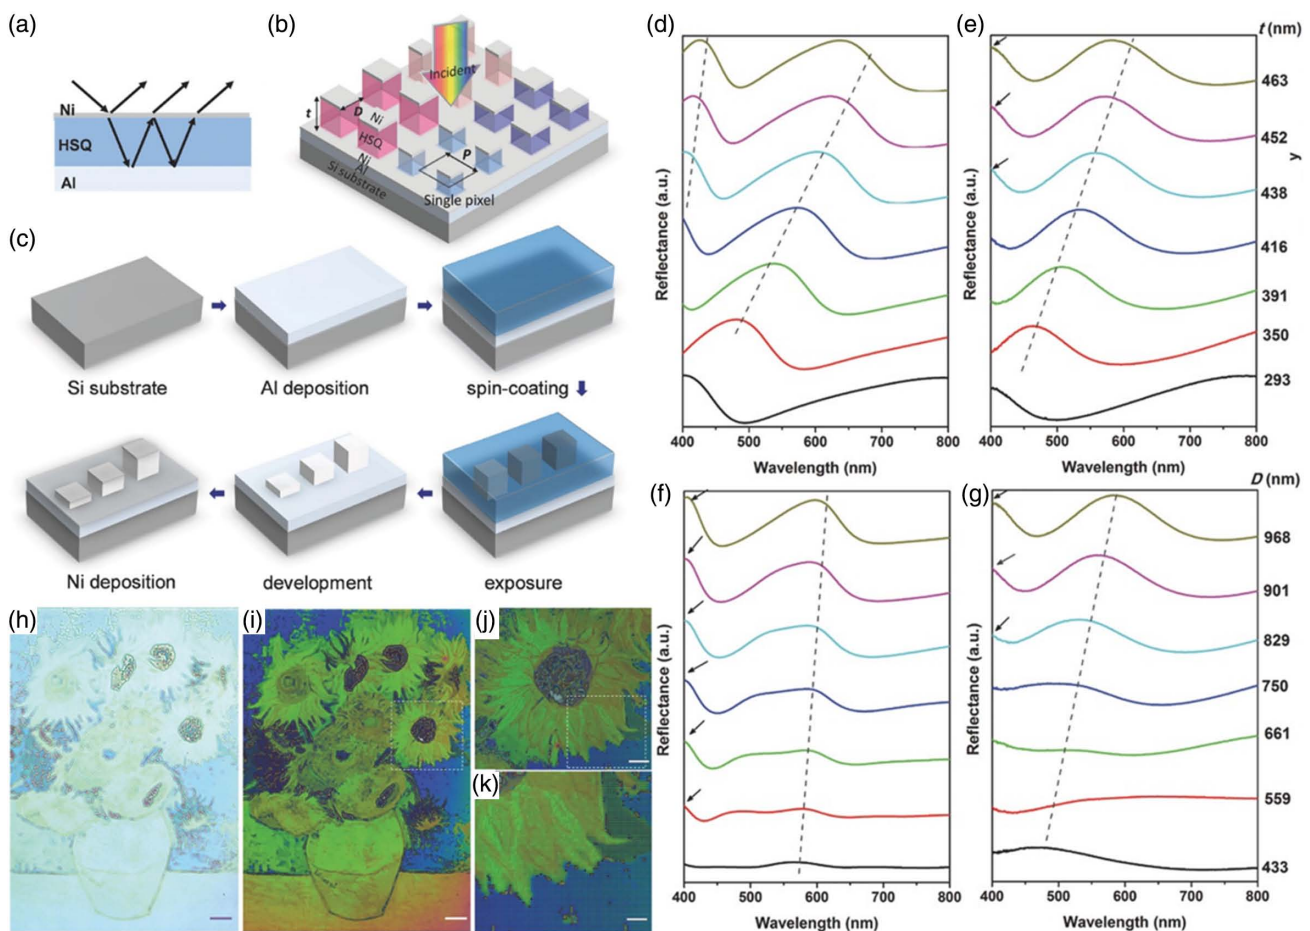 (a)
Ni
HSQ
Al
(b)
Incident
t
D
Ni
HSQ
Ni
Al
Si substrate
P
Single pixel
(c)
Si substrate
Al deposition
spin-coating
Ni deposition
development
exposure
(d)
Reflectance (a.u.)
400 500 600 700 800
Wavelength (nm)
(e)
t (nm)
463
452
y
438
416
391
350
293
Reflectance (a.u.)
400 500 600 700 800
Wavelength (nm)
(f)
Reflectance (a.u.)
400 500 600 700 800
Wavelength (nm)
(g)
D (nm)
968
901
829
750
661
559
433
Reflectance (a.u.)
400 500 600 700 800
Wavelength (nm)
(h)
(i)
(j)
(k)